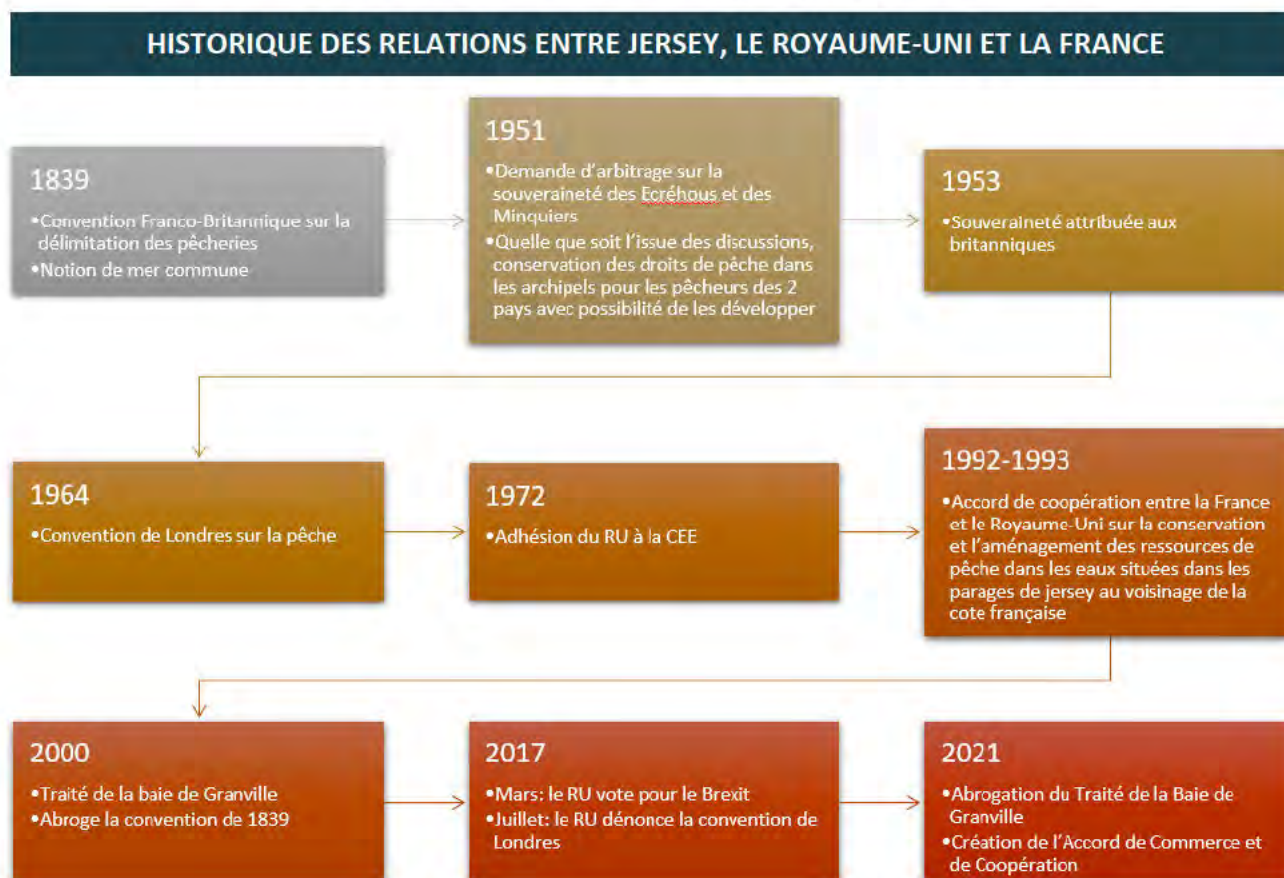 HISTORIQUE DES RELATIONS ENTRE JERSEY, LE ROYAUME-UNI ET LA FRANCE
1839
•Convention Franco-Britannique sur la
délimitation des pêcheries
•Notion de mer commune
1951
•Demande d'arbitrage sur la
souveraineté des Ecréhous et des
Minquiers
•Quelle que soit l'issue des discussions,
conservation des droits de pêche dans
les archipels pour les pêcheurs des 2
pays avec possibilité de les développer
1953
•Souveraineté attribuée aux
britanniques
1964
•Convention de Londres sur la pêche
1972
•Adhésion du RU à la CEE
1992-1993
•Accord de coopération entre la France
et le Royaume-Uni sur la conservation
et l'aménagement des ressources de
pêche dans les eaux situées dans les
parages de jersey au voisinage de la
cote française
2000
•Traité de la baie de Granville
•Abroge la convention de 1839
2017
•Mars: le RU vote pour le Brexit
•Juillet: le RU dénonce la convention de
Londres
2021
•Abrogation du Traité de la Baie de
Granville
•Création de l'Accord de Commerce et
de Coopération